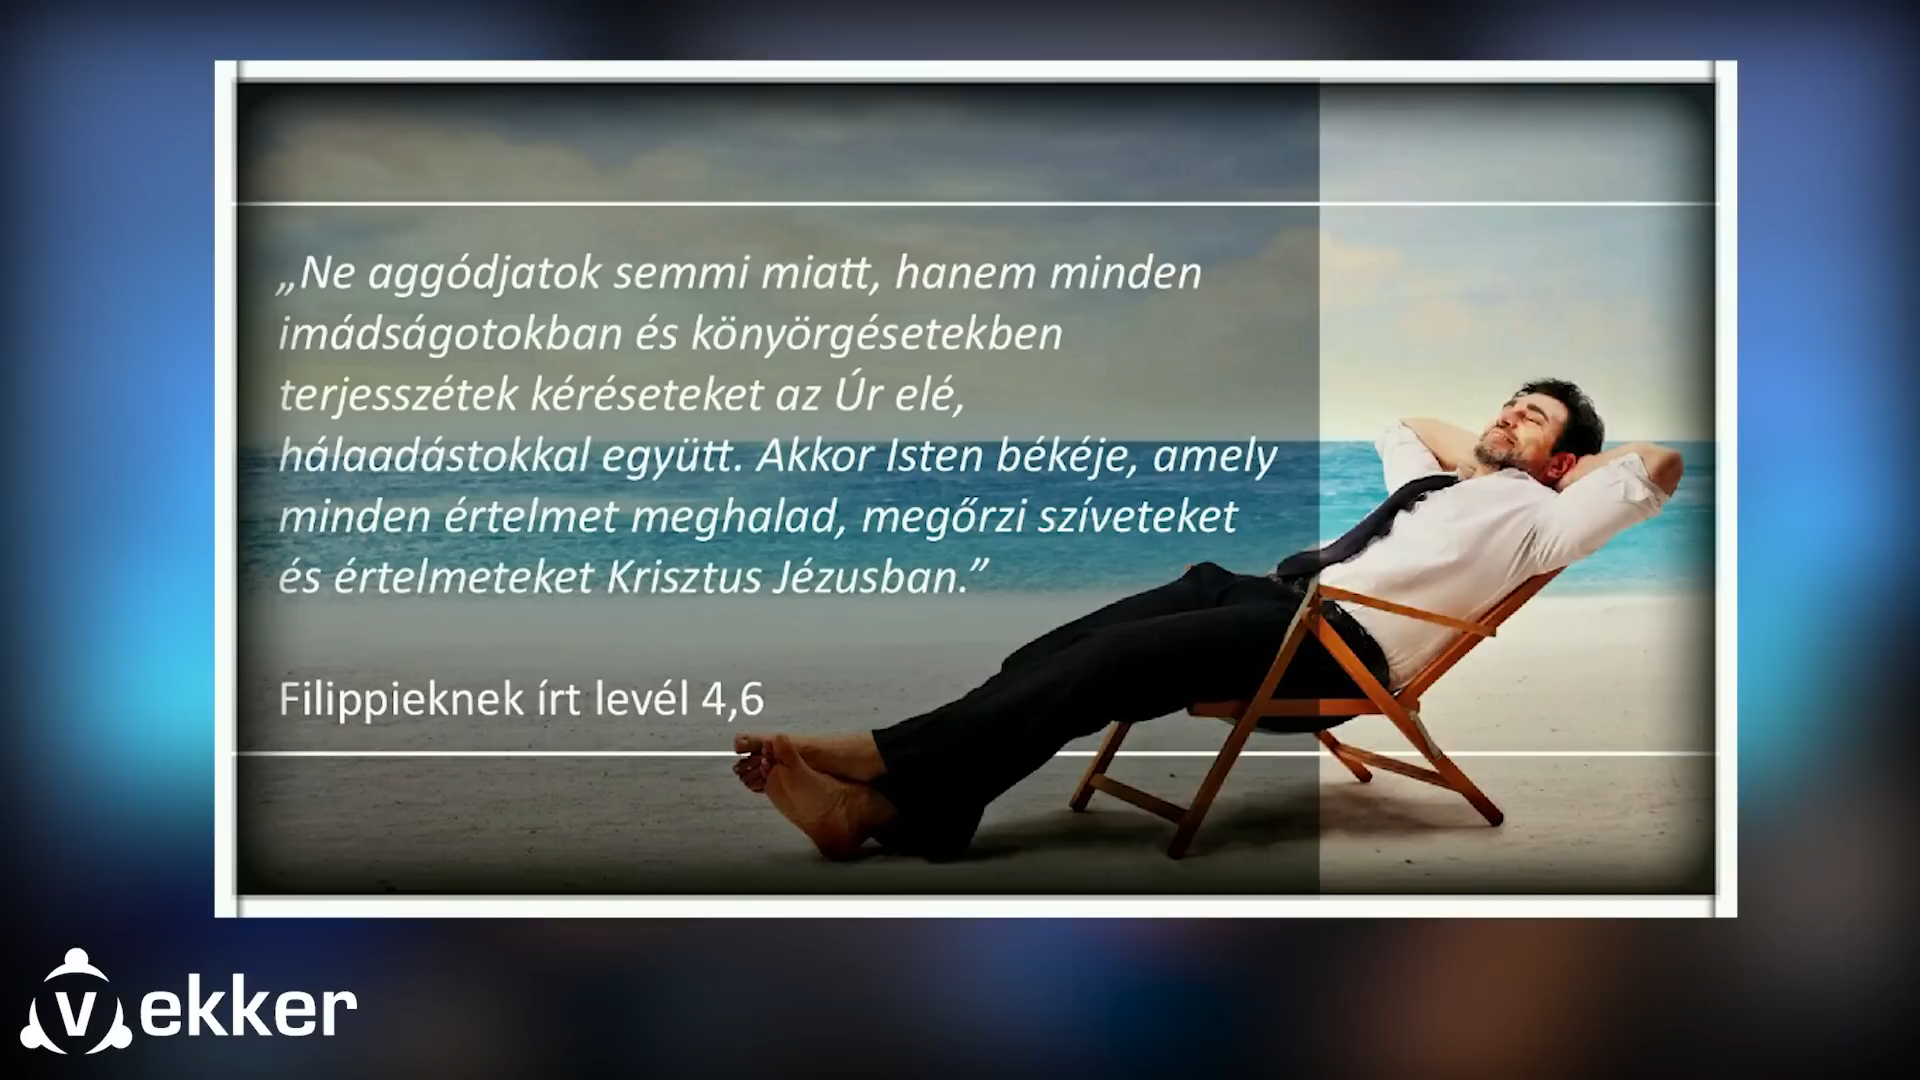 „Ne aggódjatok semmi miatt, hanem minden
imádságotokban és könyörgésetekben
terjesszétek kéréseteket az Úr elé,
hálaadástokkal együtt. Akkor Isten békéje, amely
minden értelmet meghalad, megőrzi szíveteket
és értelmeteket Krisztus Jézusban.”
Filippieknek írt levél 4,6
vekker